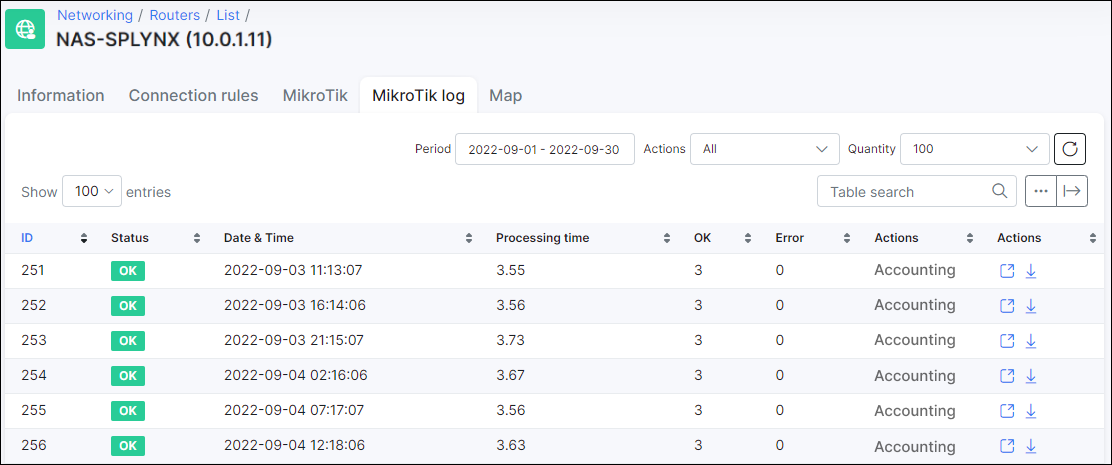 Networking / Routers / List /
NAS-SPLYNX (10.0.1.11)
Information Connection rules MikroTik MikroTik log Map
Period 2022-09-01 - 2022-09-30 Actions All Quantity 100
Show 100 entries Table search
ID Status Date & Time Processing time OK Error Actions Actions
251 OK 2022-09-03 11:13:07 3.55 3 0 Accounting
252 OK 2022-09-03 16:14:06 3.56 3 0 Accounting
253 OK 2022-09-03 21:15:07 3.73 3 0 Accounting
254 OK 2022-09-04 02:16:06 3.67 3 0 Accounting
255 OK 2022-09-04 07:17:07 3.56 3 0 Accounting
256 OK 2022-09-04 12:18:06 3.63 3 0 Accounting